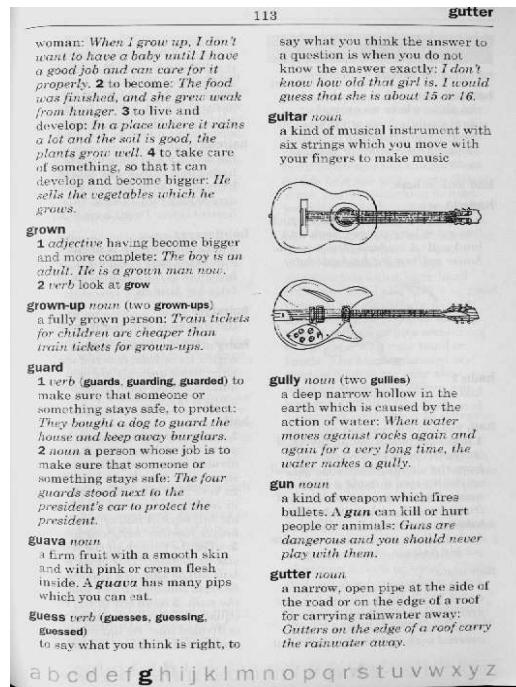 113
gutter
woman: When I grow up, I don't
want to have a baby until I have
a good job and can care for it
properly. 2 to become: The food
was finished, and she grew weak
from hunger. 3 to live and
develop: In a place where it rains
a lot and the soil is good, the
plants grow well. 4 to take care
of something, so that it can
develop and become bigger: He
sells the vegetables which he
grows.
grown
1 adjective having become bigger
and more complete: The boy is an
adult. He is a grown man now.
2 verb look at grow
grown-up noun (two grown-ups)
a fully grown person: Train tickets
for children are cheaper than
train tickets for grown-ups.
guard
1 verb (guards, guarding, guarded) to
make sure that someone or
something stays safe, to protect:
They bought a dog to guard the
house and keep away burglars.
2 noun a person whose job is to
make sure that someone or
something stays safe: The four
guards stood next to the
president's car to protect the
president.
guava noun
a firm fruit with a smooth skin
and with pink or cream flesh
inside. A guava has many pips
which you can eat.
guess verb (guesses, guessing,
guessed)
to say what you think is right, to
say what you think the answer to
a question is when you do not
know the answer exactly: I don't
know how old that girl is. I would
guess that she is about 15 or 16.
guitar noun
a kind of musical instrument with
six strings which you move with
your fingers to make music
gully noun (two gullies)
a deep narrow hollow in the
earth which is caused by the
action of water: When water
moves against rocks again and
again for a very long time, the
water makes a gully.
gun noun
a kind of weapon which fires
bullets. A gun can kill or hurt
people or animals: Guns are
dangerous and you should never
play with them.
gutter noun
a narrow, open pipe at the side of
the road or on the edge of a roof
for carrying rainwater away:
Gutters on the edge of a roof carry
the rainwater away.
a b c d e f g h i j k l m n o p q r s t u v w x y z